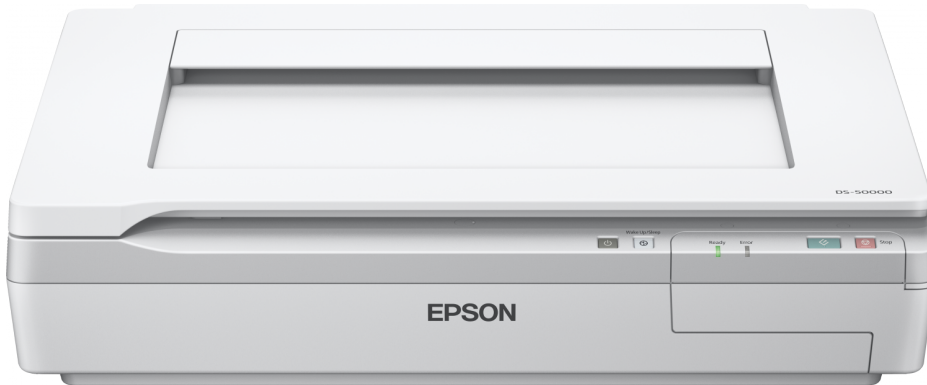 DS-50000
Wake Up/Sleep
Ready Error
Stop
EPSON